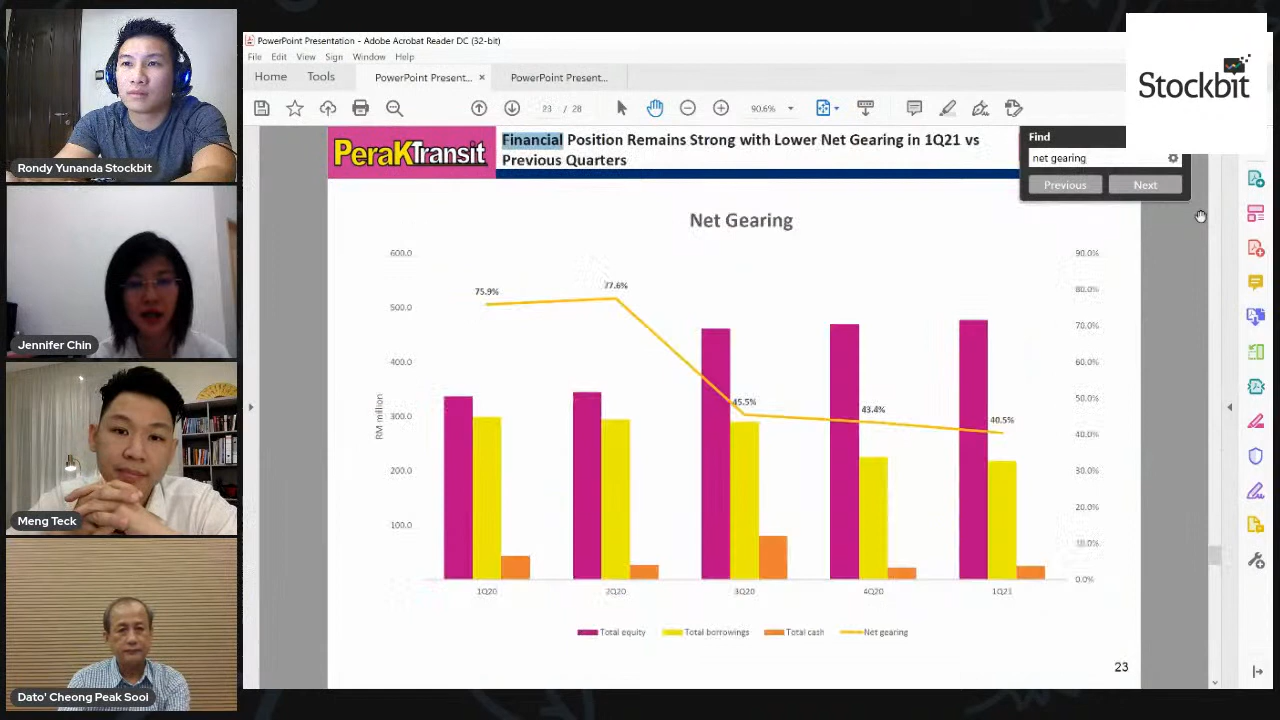 Rondy Yunanda Stockbit
Jennifer Chin
Meng Teck
Dato' Cheong Peak Sooi
PowerPoint Presentation - Adobe Acrobat Reader DC (32-bit)
File Edit View Sign Window Help
Home Tools PowerPoint Present... × PowerPoint Present...
23 / 28 90.6%
Stockbit
Find
net gearing
Previous Next
PeraKTransit
Financial Position Remains Strong with Lower Net Gearing in 1Q21 vs
Previous Quarters
Net Gearing
600.0
500.0
400.0
300.0
200.0
100.0
RM million
75.9%
77.6%
45.5%
43.4%
40.5%
90.0%
80.0%
70.0%
60.0%
50.0%
40.0%
30.0%
20.0%
10.0%
0.0%
1Q20 2Q20 3Q20 4Q20 1Q21
Total equity Total borrowings Total cash Net gearing
23